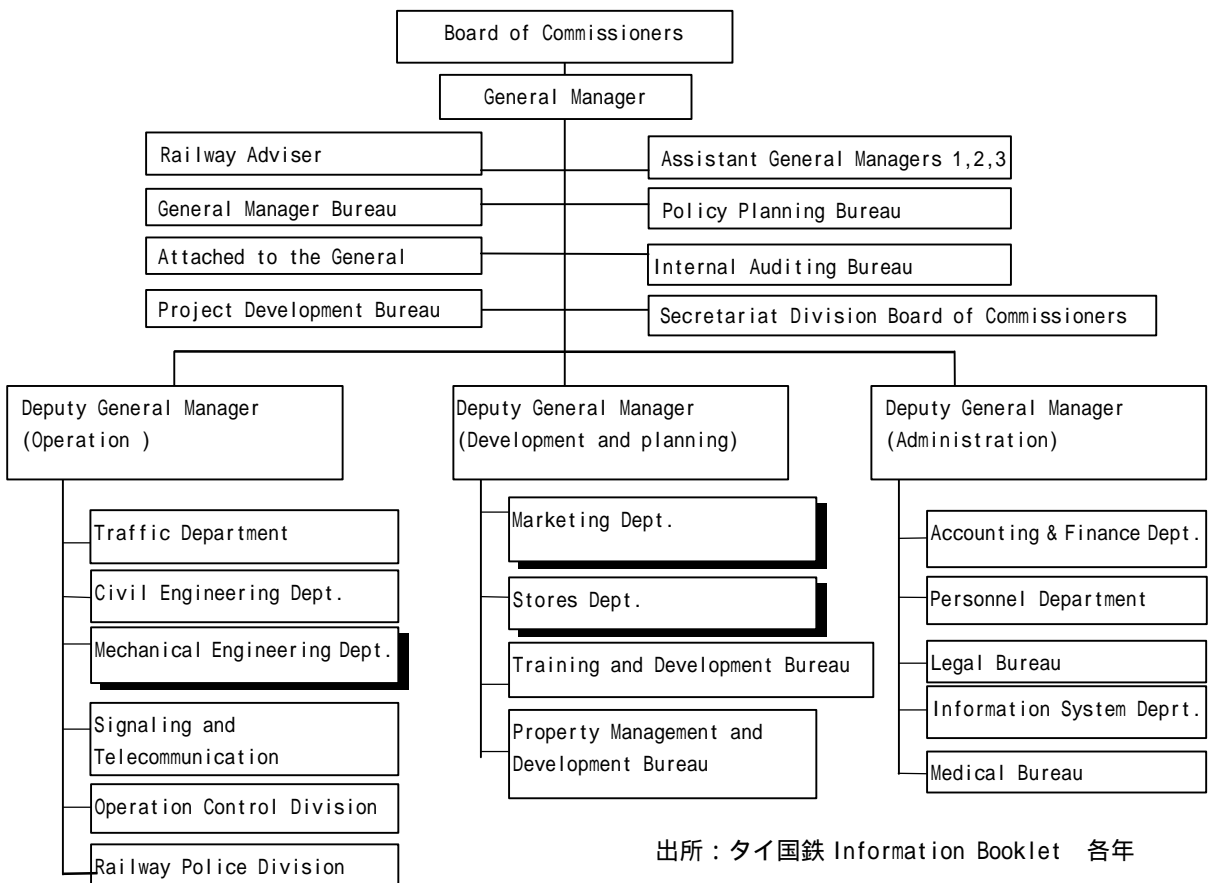 Board of Commissioners
General Manager
Railway Adviser
Assistant General Managers 1,2,3
General Manager Bureau
Policy Planning Bureau
Attached to the General
Internal Auditing Bureau
Project Development Bureau
Secretariat Division Board of Commissioners
Deputy General Manager
(Operation )
Deputy General Manager
(Development and planning)
Deputy General Manager
(Administration)
Traffic Department
Civil Engineering Dept.
Mechanical Engineering Dept.
Signaling and
Telecommunication
Operation Control Division
Railway Police Division
Marketing Dept.
Stores Dept.
Training and Development Bureau
Property Management and
Development Bureau
Accounting & Finance Dept.
Personnel Department
Legal Bureau
Information System Deprt.
Medical Bureau
出所：タイ国鉄 Information Booklet　各年